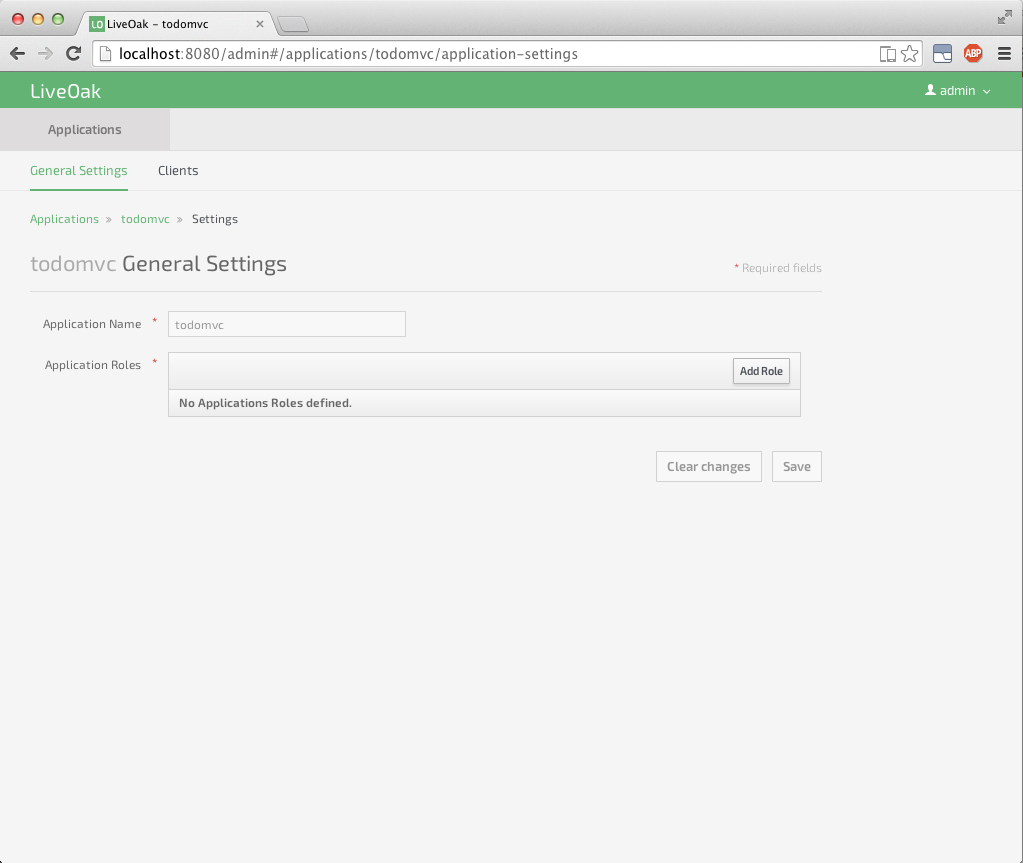 LO LiveOak – todomvc
localhost:8080/admin#/applications/todomvc/application-settings
ABP
LiveOak
admin
Applications
General Settings Clients
Applications » todomvc » Settings
todomvc General Settings
* Required fields
Application Name * todomvc
Application Roles *
Add Role
No Applications Roles defined.
Clear changes Save